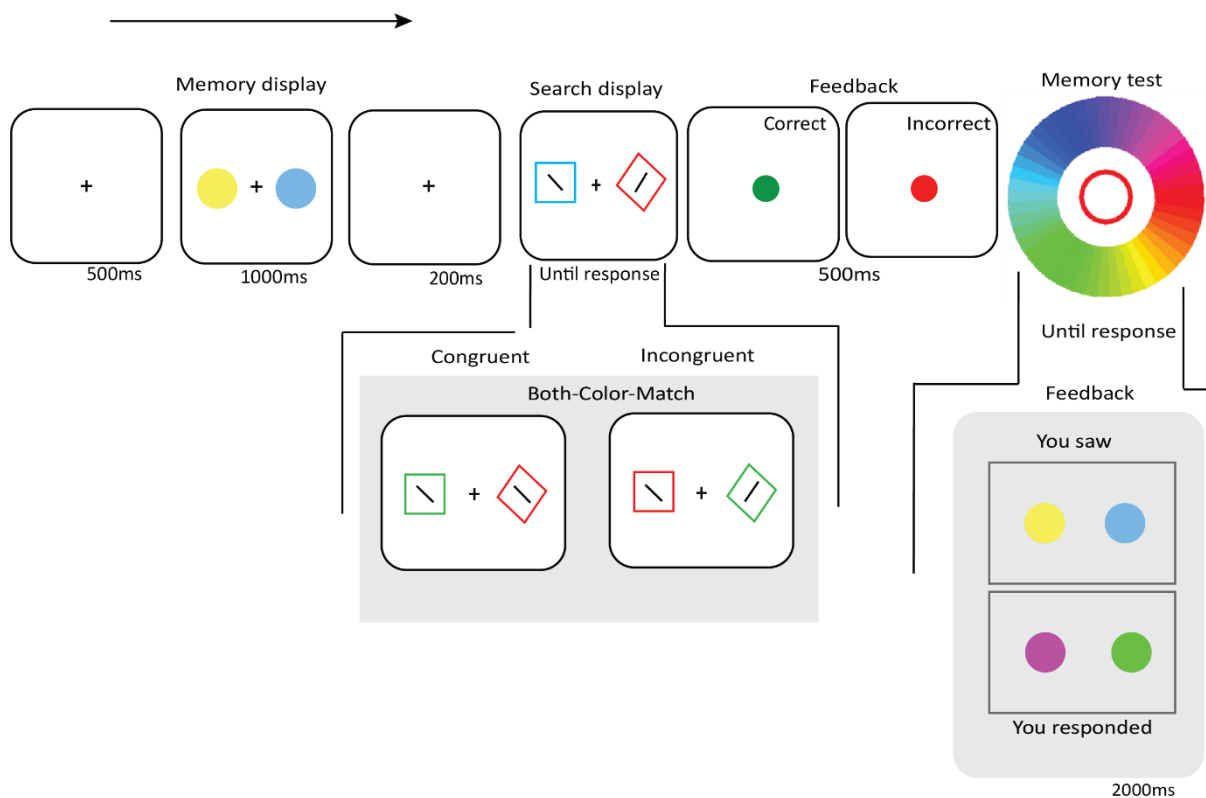 Memory display
Search display
Feedback
Memory test
Correct
Incorrect
500ms
1000ms
200ms
Until response
500ms
Until response
Congruent
Incongruent
Both-Color-Match
Feedback
You saw
You responded
2000ms